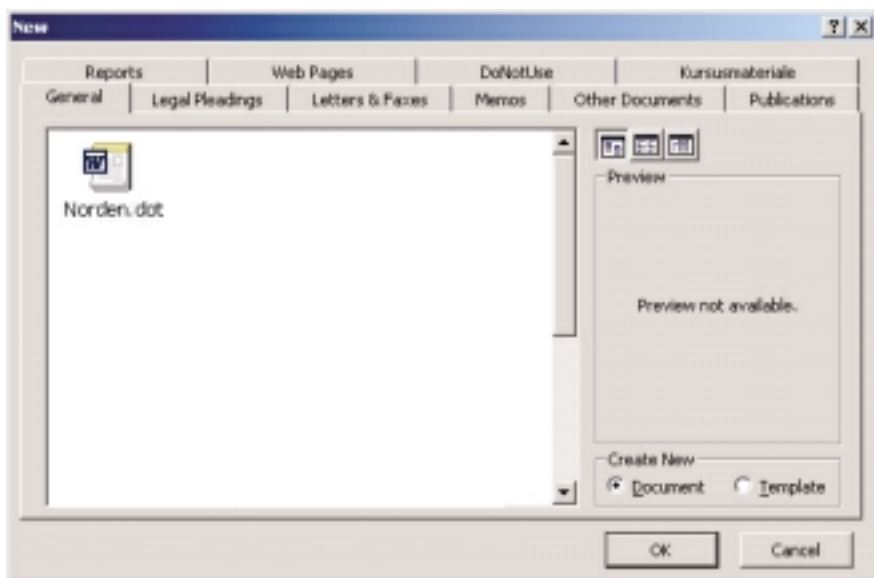 New
Reports Web Pages DoNotUse Kursusmateriale
General Legal Pleadings Letters & Faxes Memos Other Documents Publications
Norden.dot
Preview
Preview not available.
Create New
Document Template
OK Cancel